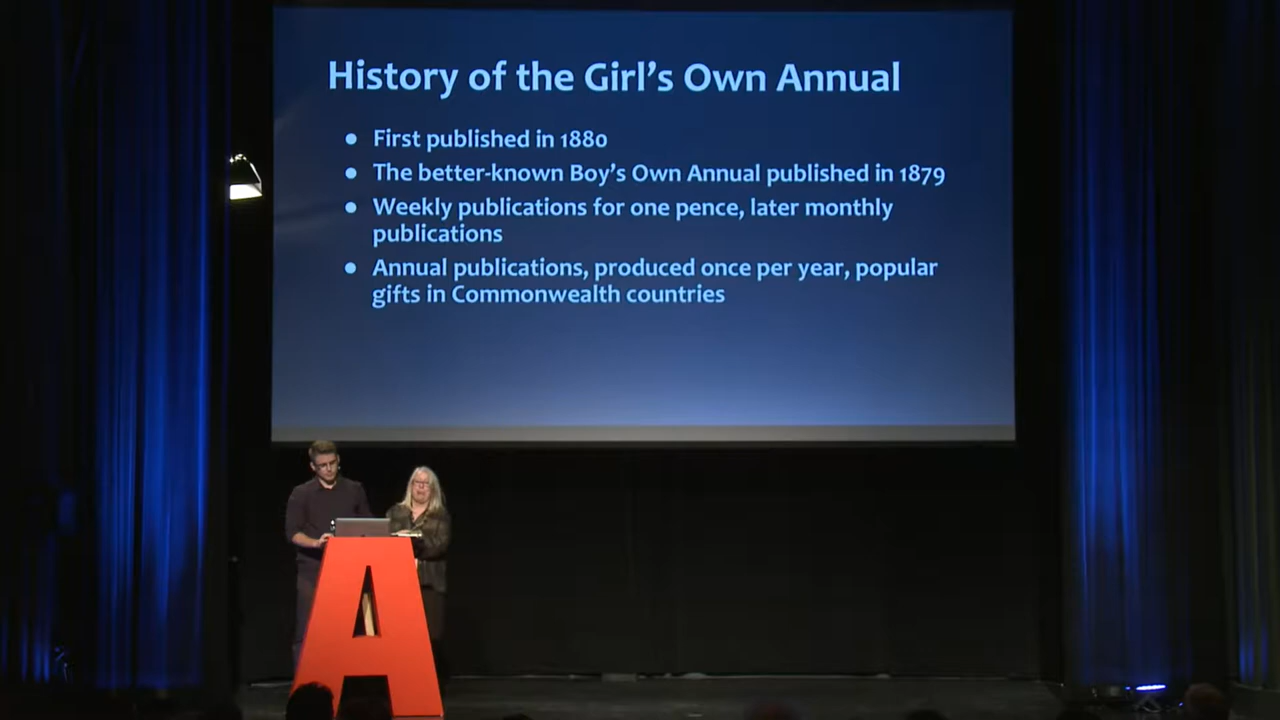 History of the Girl's Own Annual
● First published in 1880
● The better-known Boy's Own Annual published in 1879
● Weekly publications for one pence, later monthly
publications
● Annual publications, produced once per year, popular
gifts in Commonwealth countries
A